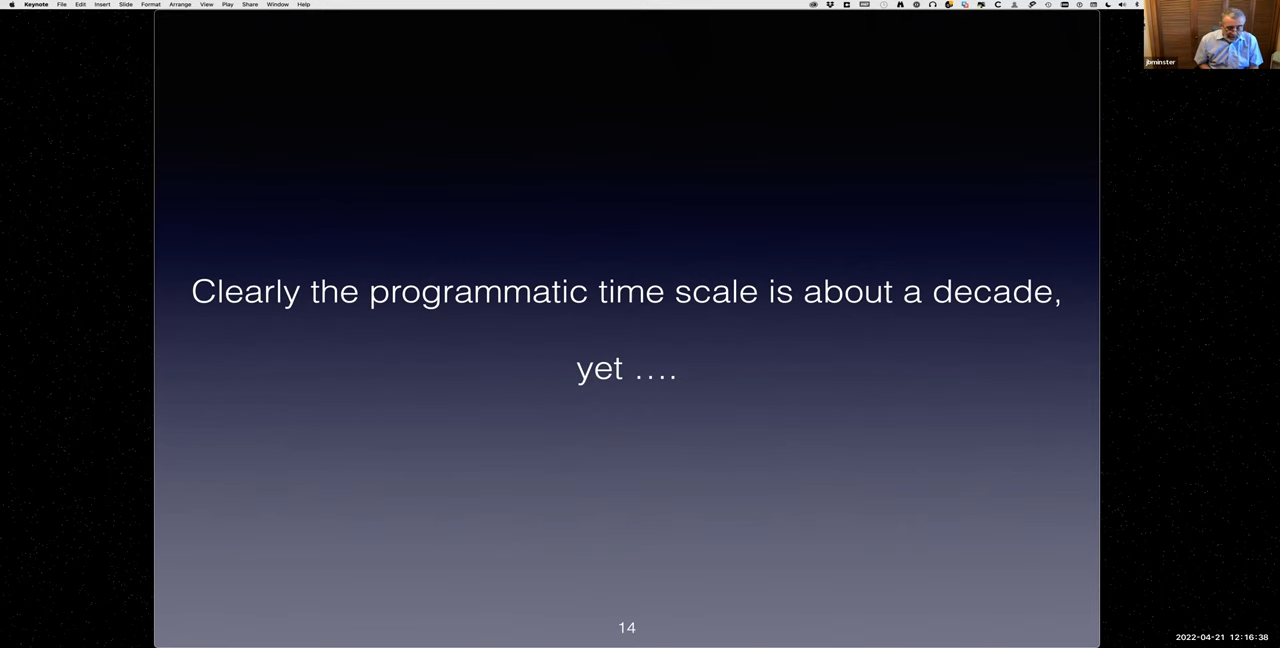 Keynote File Edit Insert Slide Format Arrange View Play Share Window Help
jbminster
Clearly the programmatic time scale is about a decade,
yet ....
14
2022-04-21 12:16:38